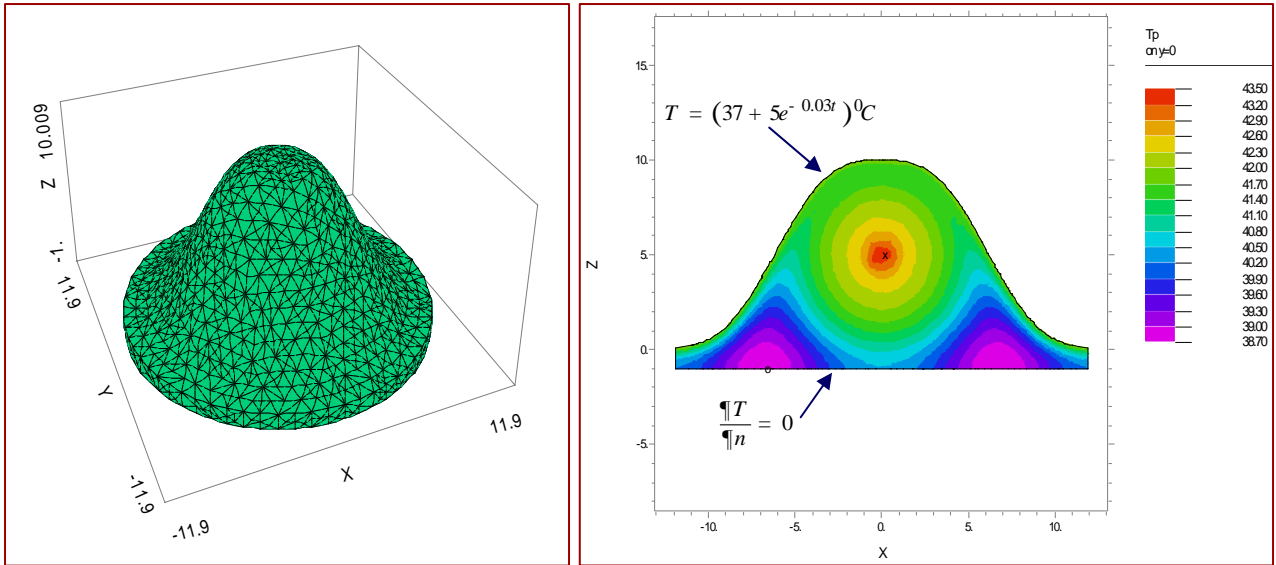 Z
-1.
10.009
11.9
Y
-11.9
-11.9
X
11.9
Tp
on y=0
15.
10.
5.
0.
-5.
Z
-10.
-5.
0.
5.
10.
X
T = (37 + 5e^- 0.03t)^0C
x
o
¶T
¶n
= 0
43.50
43.20
42.90
42.60
42.30
42.00
41.70
41.40
41.10
40.80
40.50
40.20
39.90
39.60
39.30
39.00
38.70